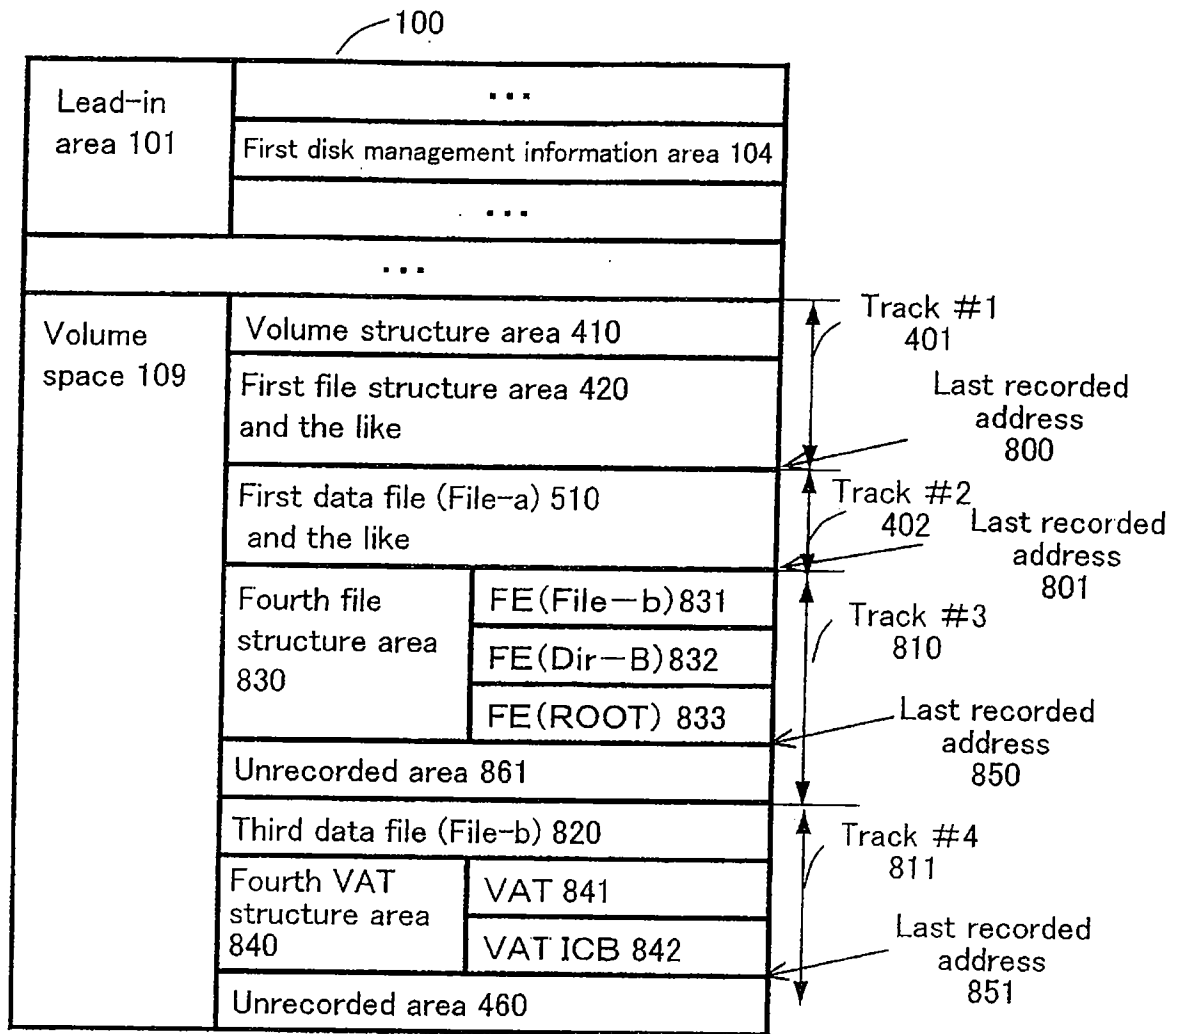 100
Lead-in
area 101
...
First disk management information area 104
...
...
Volume
space 109
Volume structure area 410
First file structure area 420
and the like
Track #1
401
Last recorded
address
800
First data file (File-a) 510
and the like
Track #2
402
Last recorded
address
801
Fourth file
structure area
830
FE(File-b)831
FE(Dir-B)832
FE(ROOT) 833
Track #3
810
Last recorded
address
850
Unrecorded area 861
Third data file (File-b) 820
Fourth VAT
structure area
840
VAT 841
VAT ICB 842
Track #4
811
Last recorded
address
851
Unrecorded area 460